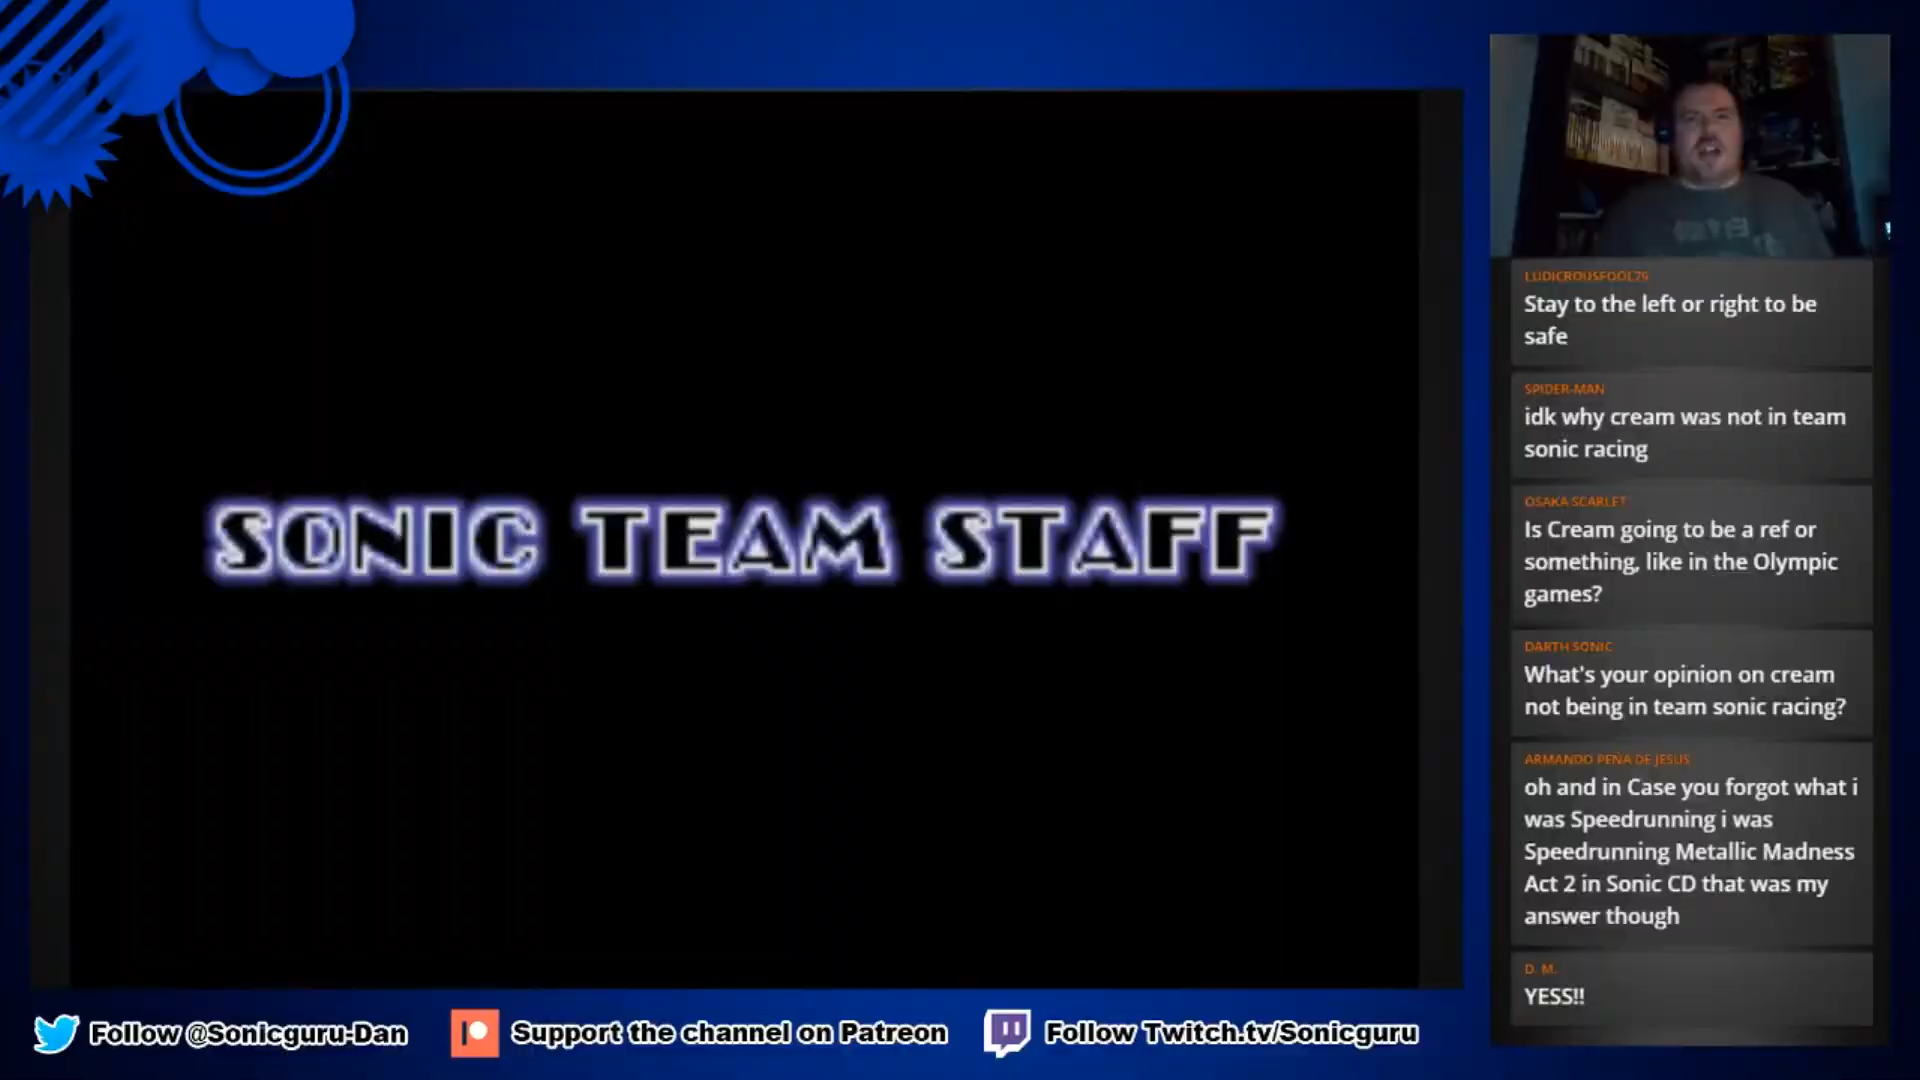 SONIC TEAM STAFF
LUDICROUSFOOL79
Stay to the left or right to be
safe
SPIDER-MAN
idk why cream was not in team
sonic racing
OSAKA SCARLET
Is Cream going to be a ref or
something, like in the Olympic
games?
DARTH SONIC
What's your opinion on cream
not being in team sonic racing?
ARMANDO PEÑA DE JESUS
oh and in Case you forgot what i
was Speedrunning i was
Speedrunning Metallic Madness
Act 2 in Sonic CD that was my
answer though
D. M.
YESS!!
Follow @Sonicguru-Dan
Support the channel on Patreon
Follow Twitch.tv/Sonicguru